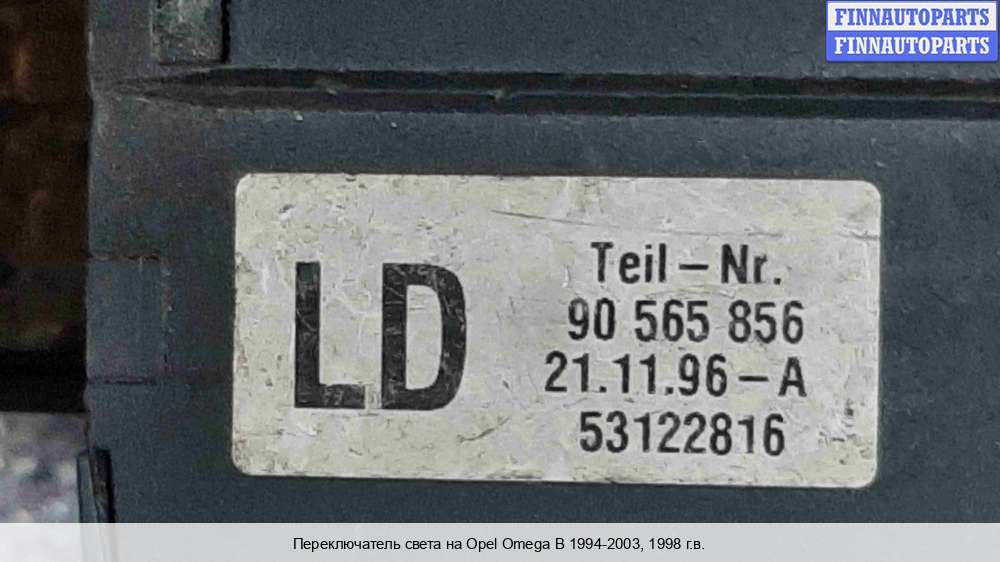 FINNAUTOPARTS
FINNAUTOPARTS
LD
Teil - Nr.
90 565 856
21.11.96 - A
53122816
Переключатель света на Opel Omega B 1994-2003, 1998 г.в.